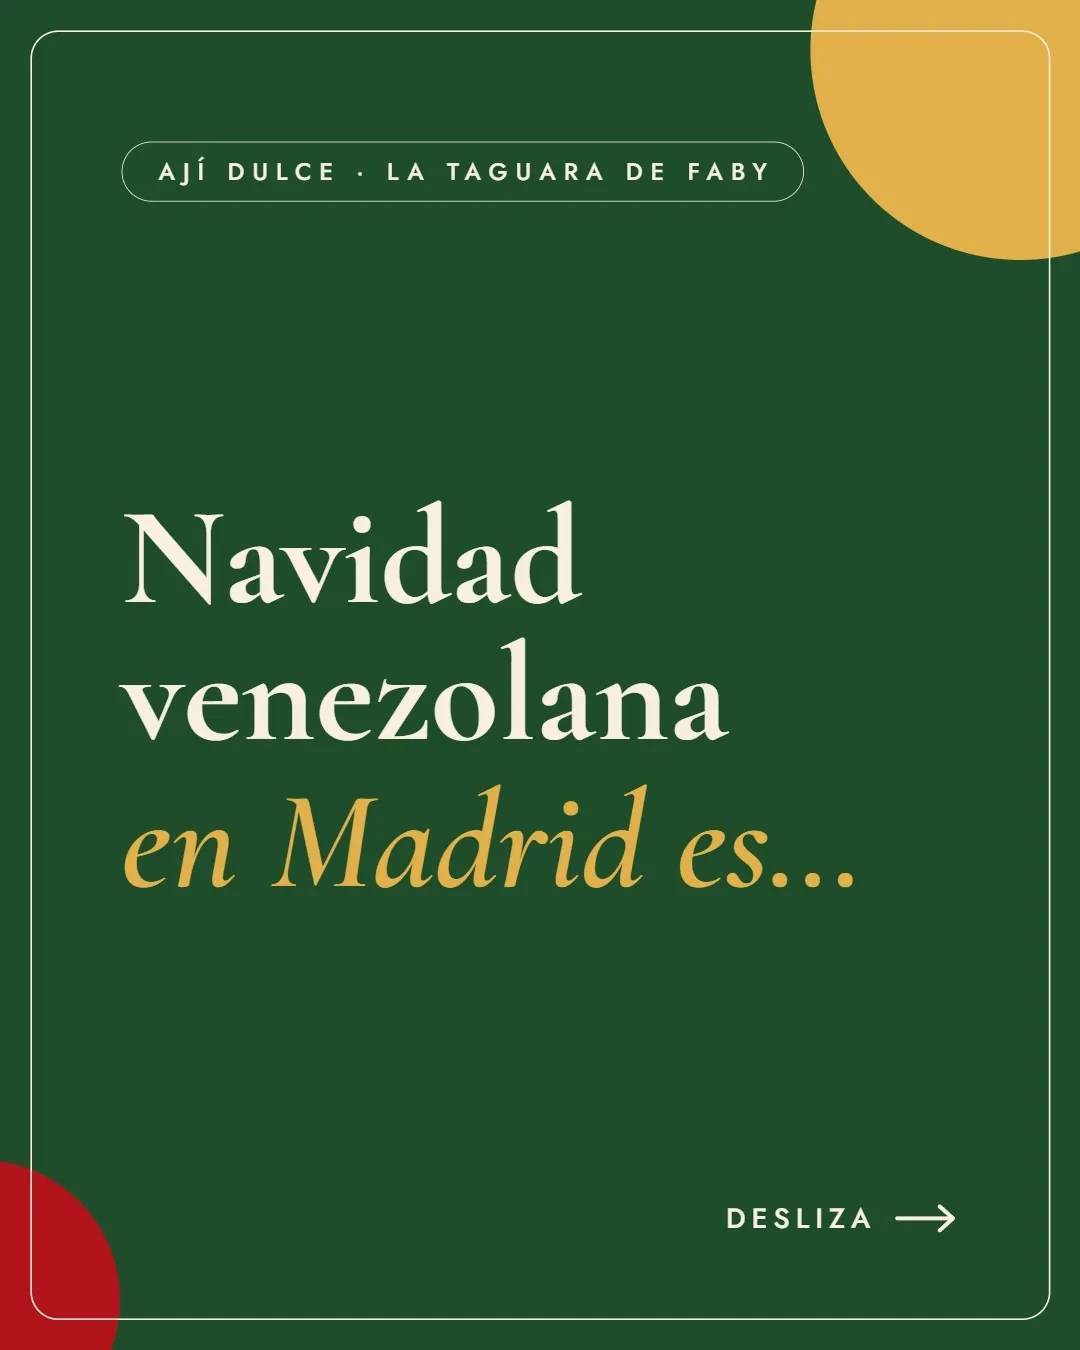 AJÍ DULCE · LA TAGUARA DE FABY
Navidad
venezolana
en Madrid es...
DESLIZA →